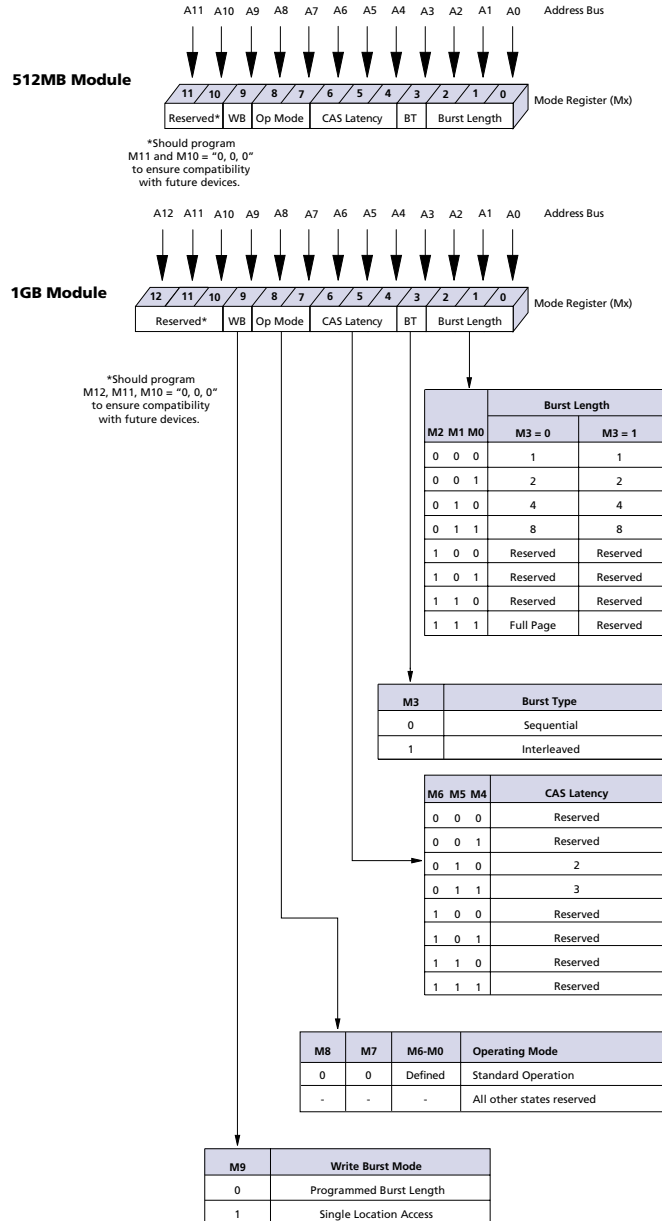 A11 A10 A9 A8 A7 A6 A5 A4 A3 A2 A1 A0 Address Bus
512MB Module
11 10 9 8 7 6 5 4 3 2 1 0
Mode Register (Mx)
Reserved* WB Op Mode CAS Latency BT Burst Length
*Should program
M11 and M10 = “0, 0, 0”
to ensure compatibility
with future devices.
A12 A11 A10 A9 A8 A7 A6 A5 A4 A3 A2 A1 A0 Address Bus
1GB Module
12 11 10 9 8 7 6 5 4 3 2 1 0
Mode Register (Mx)
Reserved* WB Op Mode CAS Latency BT Burst Length
*Should program
M12, M11, M10 = “0, 0, 0”
to ensure compatibility
with future devices.
Burst Length
M2 M1 M0 M3 = 0 M3 = 1
0 0 0 1 1
0 0 1 2 2
0 1 0 4 4
0 1 1 8 8
1 0 0 Reserved Reserved
1 0 1 Reserved Reserved
1 1 0 Reserved Reserved
1 1 1 Full Page Reserved
M3 Burst Type
0 Sequential
1 Interleaved
M6 M5 M4 CAS Latency
0 0 0 Reserved
0 0 1 Reserved
0 1 0 2
0 1 1 3
1 0 0 Reserved
1 0 1 Reserved
1 1 0 Reserved
1 1 1 Reserved
M8 M7 M6-M0 Operating Mode
0 0 Defined Standard Operation
- - - All other states reserved
M9 Write Burst Mode
0 Programmed Burst Length
1 Single Location Access